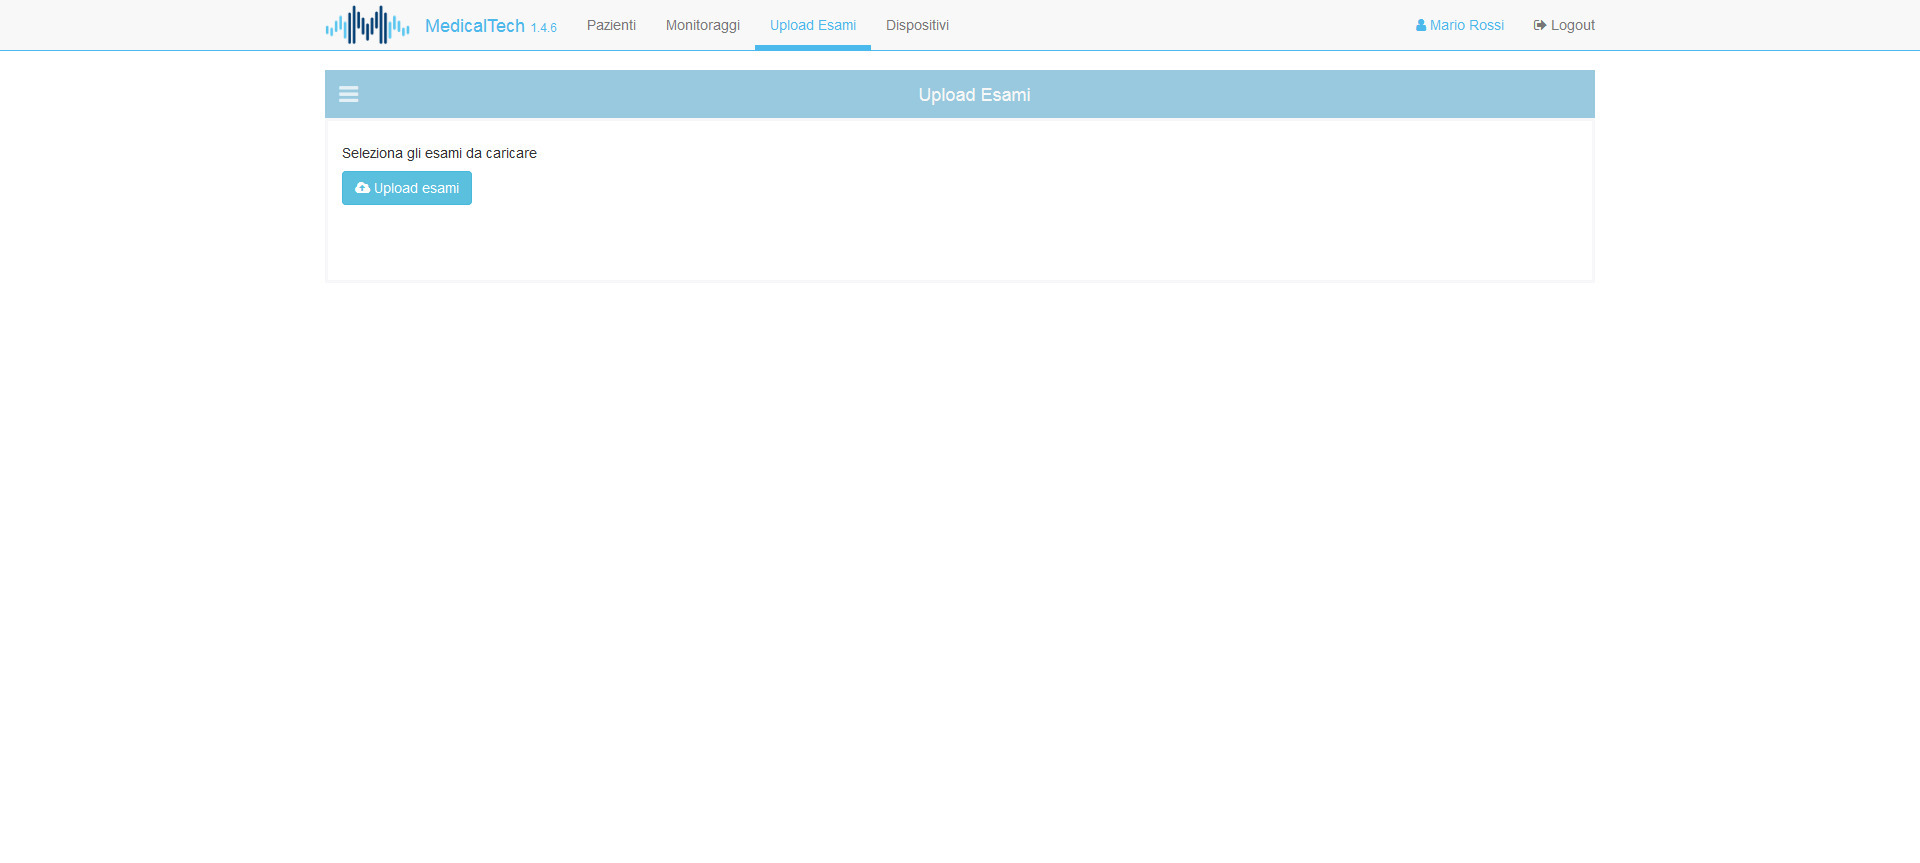 MedicalTech 1.4.6 Pazienti Monitoraggi Upload Esami Dispositivi Mario Rossi Logout
Upload Esami
Seleziona gli esami da caricare
Upload esami